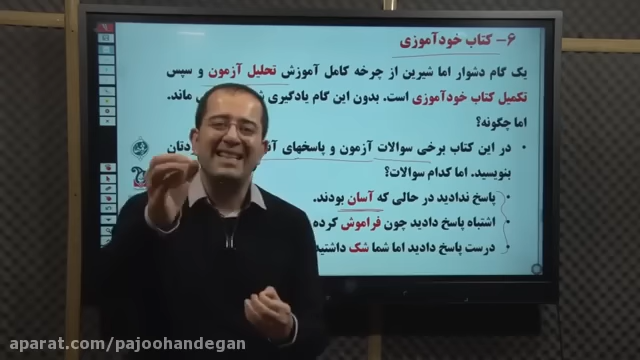 ۶- کتاب خودآموزی
یک گام دشوار اما شیرین از چرخه کامل آموزش تحلیل آزمون و سپس
تکمیل کتاب خودآموزی است. بدون این گام یادگیری ماند.
اما چگونه؟
در این کتاب برخی سوالات آزمون و پاسخهای دتان
بنویسید. اما کدام سوالات؟
پاسخ ندادید در حالی که آسان بودند.
اشتباه پاسخ دادید چون فراموش کرده
درست پاسخ دادید اما شما شک داشتید
aparat.com/pajoohandegan